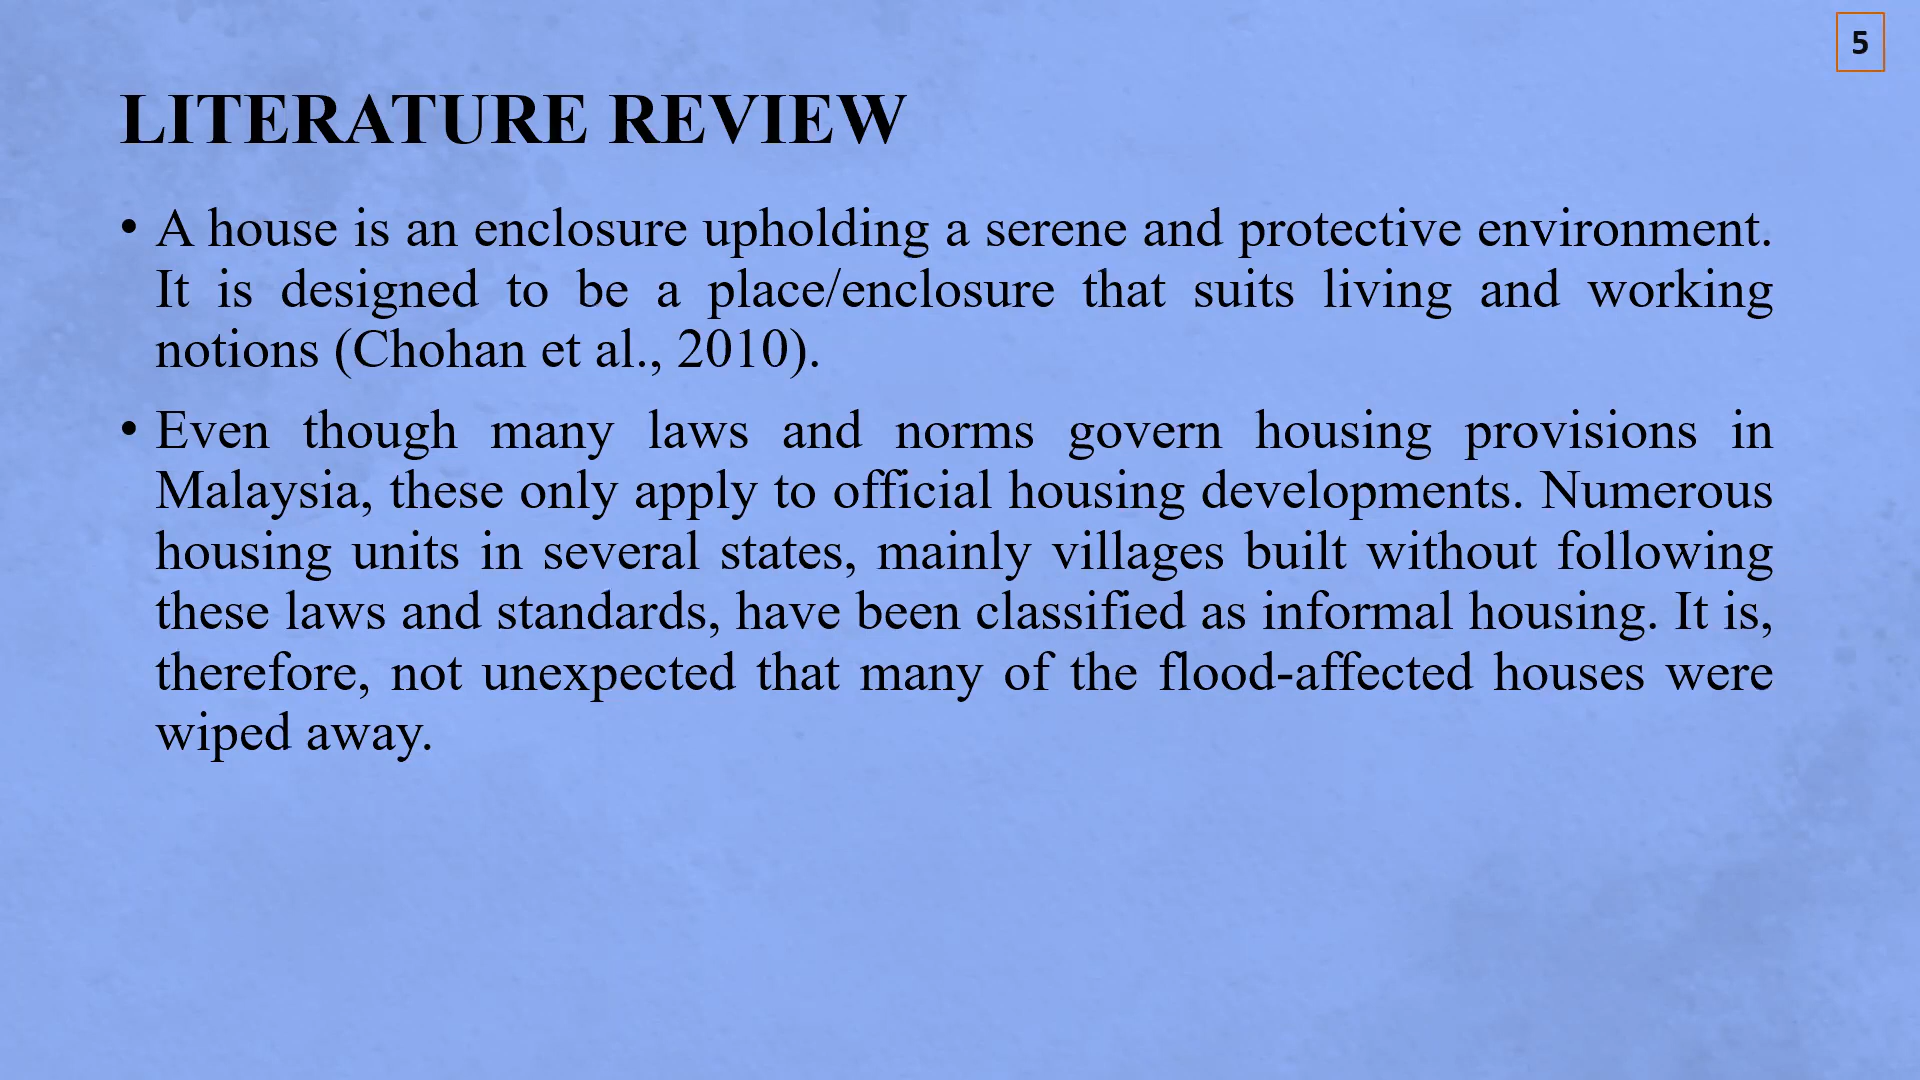 5
LITERATURE REVIEW
• A house is an enclosure upholding a serene and protective environment.
It is designed to be a place/enclosure that suits living and working
notions (Chohan et al., 2010).
• Even though many laws and norms govern housing provisions in
Malaysia, these only apply to official housing developments. Numerous
housing units in several states, mainly villages built without following
these laws and standards, have been classified as informal housing. It is,
therefore, not unexpected that many of the flood-affected houses were
wiped away.